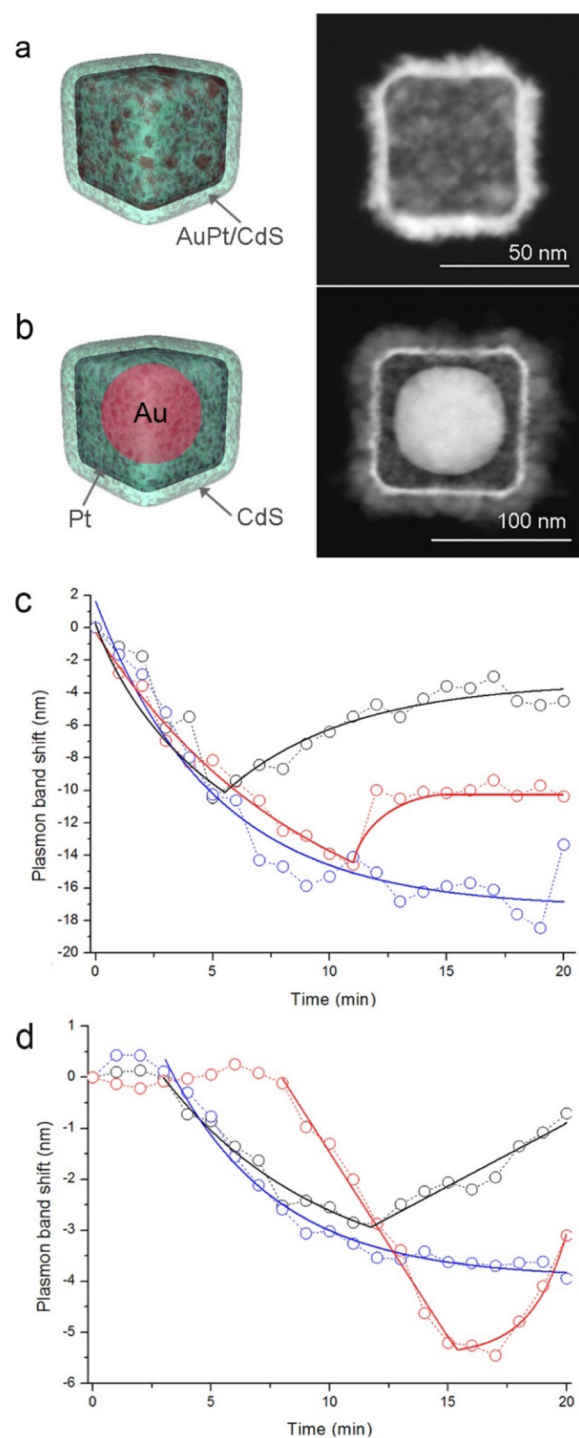 a
AuPt/CdS
50 nm
b
Au
Pt
CdS
100 nm
c
2
0
-2
-4
-6
-8
-10
-12
-14
-16
-18
-20
Plasmon band shift (nm)
0 5 10 15 20
Time (min)
d
1
0
-1
-2
-3
-4
-5
-6
Plasmon band shift (nm)
0 5 10 15 20
Time (min)